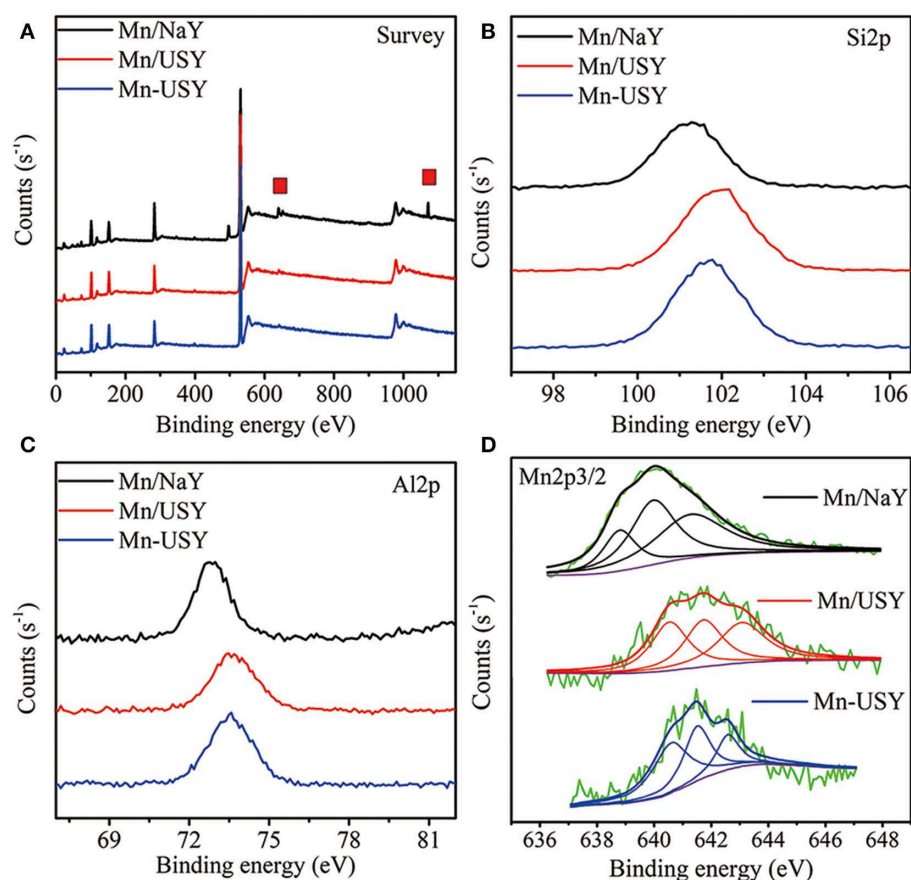 A
Mn/NaY
Mn/USY
Mn-USY
Survey
Counts (s⁻¹)
0 200 400 600 800 1000
Binding energy (eV)
B
Mn/NaY
Mn/USY
Mn-USY
Si2p
Counts (s⁻¹)
98 100 102 104 106
Binding energy (eV)
C
Mn/NaY
Mn/USY
Mn-USY
Al2p
Counts (s⁻¹)
69 72 75 78 81
Binding energy (eV)
D
Mn2p3/2
Mn/NaY
Mn/USY
Mn-USY
Counts (s⁻¹)
636 638 640 642 644 646 648
Binding energy (eV)